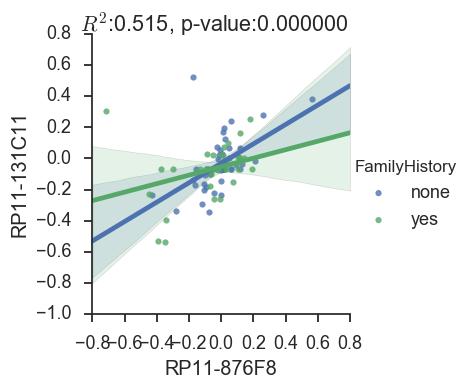 R²:0.515, p-value:0.000000
0.8
0.6
0.4
0.2
0.0
−0.2
−0.4
−0.6
−0.8
−1.0
RP11-131C11
−0.8−0.6−0.4−0.2 0.0 0.2 0.4 0.6 0.8
RP11-876F8
FamilyHistory
none
yes